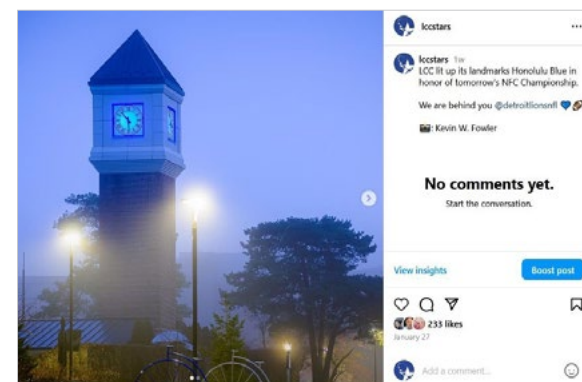 lccstars
lccstars 1w
LCC lit up its landmarks Honolulu Blue in
honor of tomorrow's NFC Championship.
We are behind you @detroitlionsnfl 💙🏈
📷: Kevin W. Fowler
No comments yet.
Start the conversation.
View insights
Boost post
233 likes
January 27
Add a comment...